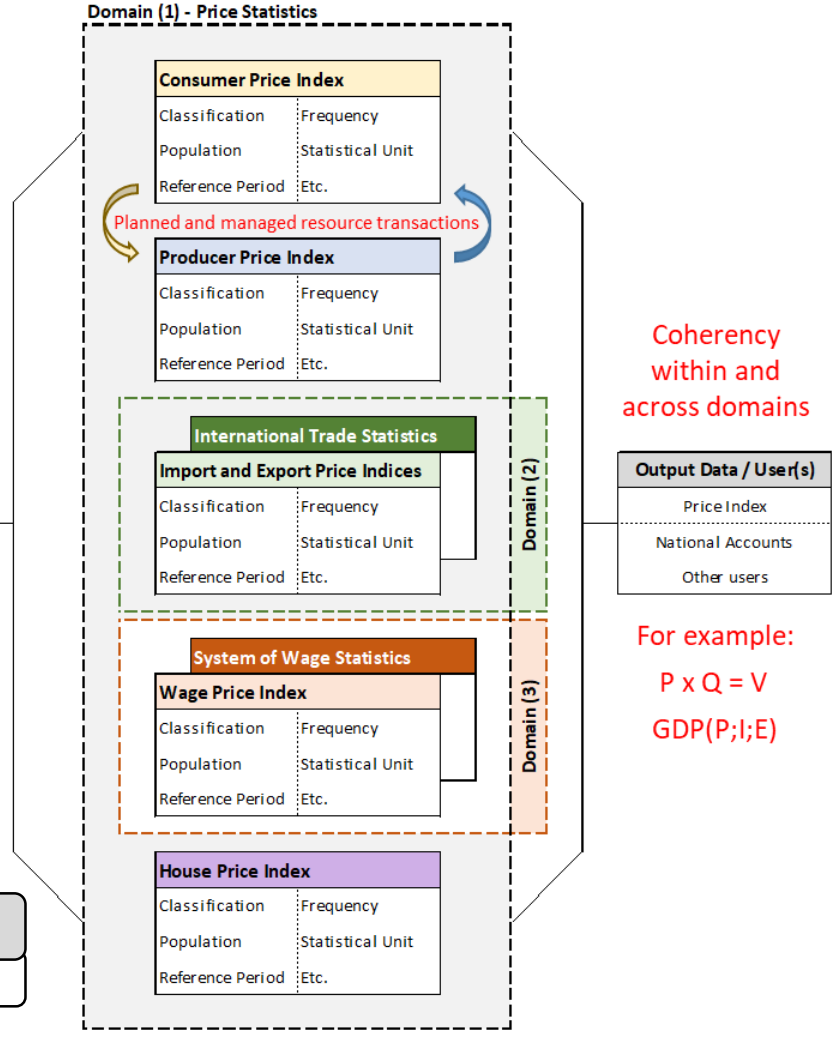 Domain (1) - Price Statistics
Consumer Price Index
Classification Frequency
Population Statistical Unit
Reference Period Etc.
Planned and managed resource transactions
Producer Price Index
Classification Frequency
Population Statistical Unit
Reference Period Etc.
International Trade Statistics
Import and Export Price Indices
Classification Frequency
Population Statistical Unit
Reference Period Etc.
Domain (2)
System of Wage Statistics
Wage Price Index
Classification Frequency
Population Statistical Unit
Reference Period Etc.
Domain (3)
House Price Index
Classification Frequency
Population Statistical Unit
Reference Period Etc.
Coherency
within and
across domains
Output Data / User(s)
Price Index
National Accounts
Other users
For example:
P x Q = V
GDP(P;I;E)